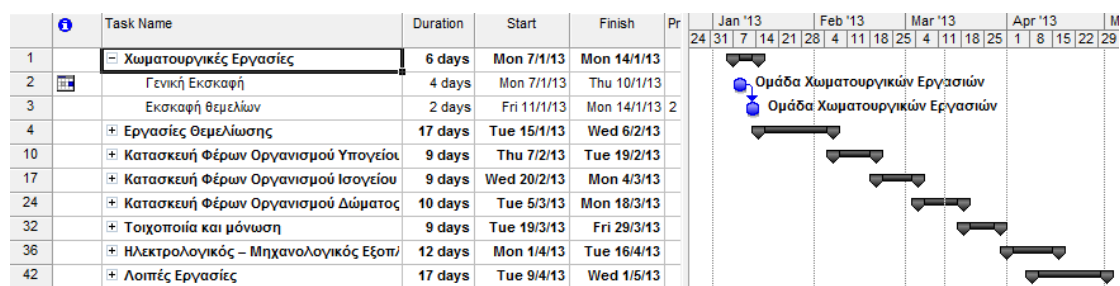 Task Name Duration Start Finish Pr Jan '13 Feb '13 Mar '13 Apr '13 M
24 31 7 14 21 28 4 11 18 25 4 11 18 25 1 8 15 22 29
1 Χωματουργικές Εργασίες 6 days Mon 7/1/13 Mon 14/1/13
2 Γενική Εκσκαφή 4 days Mon 7/1/13 Thu 10/1/13 Ομάδα Χωματουργικών Εργασιών
3 Εκσκαφή θεμελίων 2 days Fri 11/1/13 Mon 14/1/13 2 Ομάδα Χωματουργικών Εργασιών
4 Εργασίες Θεμελίωσης 17 days Tue 15/1/13 Wed 6/2/13
10 Κατασκευή Φέρων Οργανισμού Υπογείου 9 days Thu 7/2/13 Tue 19/2/13
17 Κατασκευή Φέρων Οργανισμού Ισογείου 9 days Wed 20/2/13 Mon 4/3/13
24 Κατασκευή Φέρων Οργανισμού Δώματος 10 days Tue 5/3/13 Mon 18/3/13
32 Τοιχοποιία και μόνωση 9 days Tue 19/3/13 Fri 29/3/13
36 Ηλεκτρολογικός – Μηχανολογικός Εξοπλ 12 days Mon 1/4/13 Tue 16/4/13
42 Λοιπές Εργασίες 17 days Tue 9/4/13 Wed 1/5/13